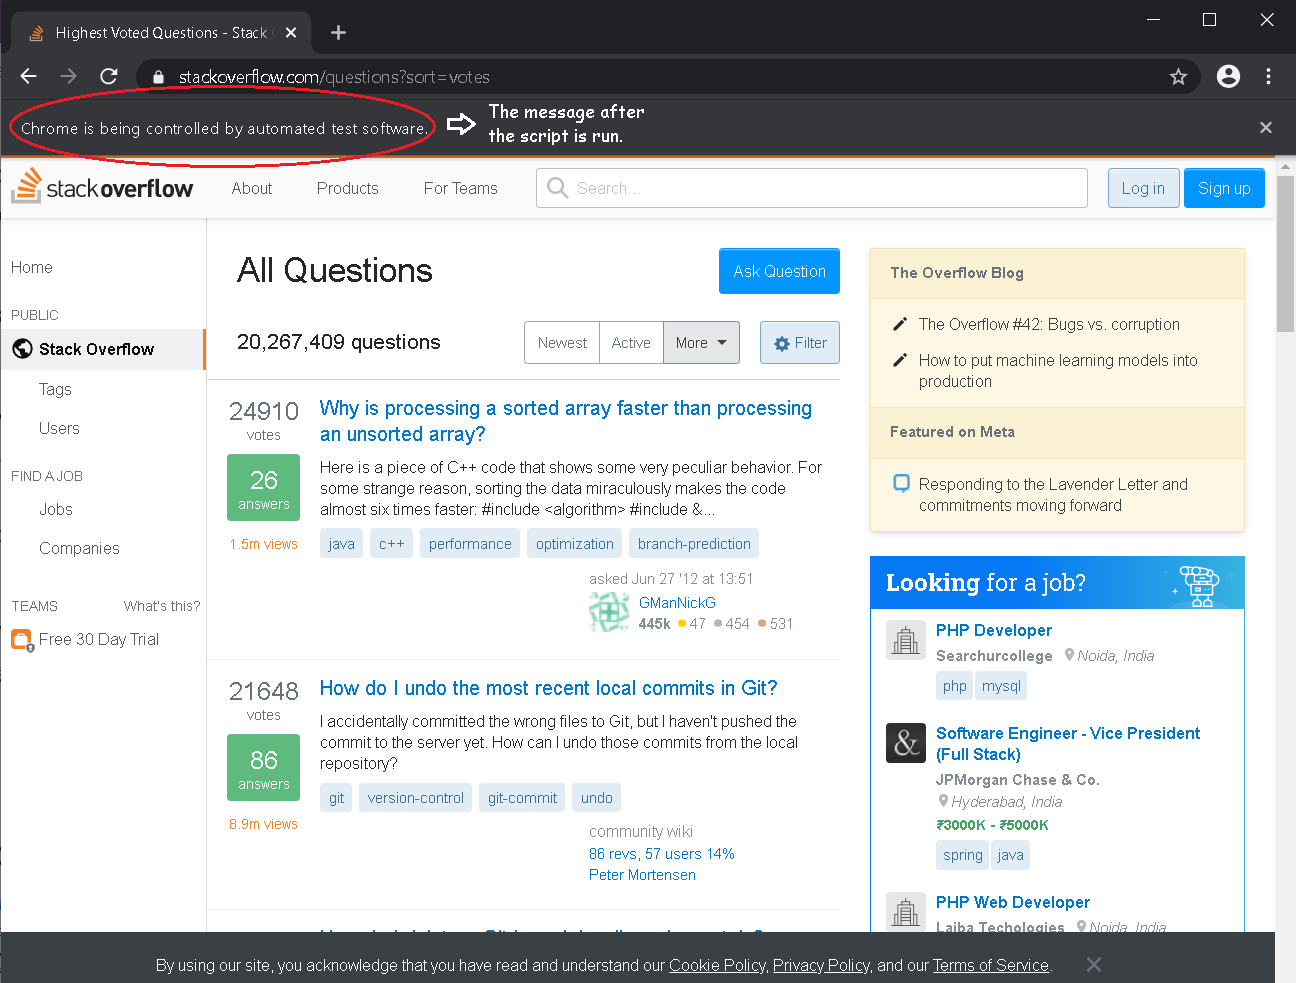 Highest Voted Questions - Stack
stackoverflow.com/questions?sort=votes
Chrome is being controlled by automated test software.
The message after
the script is run.
stackoverflow
About
Products
For Teams
Search...
Log in
Sign up
Home
PUBLIC
Stack Overflow
Tags
Users
FIND A JOB
Jobs
Companies
TEAMS
What's this?
Free 30 Day Trial
All Questions
Ask Question
20,267,409 questions
Newest
Active
More
Filter
24910
votes
26
answers
1.5m views
Why is processing a sorted array faster than processing
an unsorted array?
Here is a piece of C++ code that shows some very peculiar behavior. For
some strange reason, sorting the data miraculously makes the code
almost six times faster: #include <algorithm> #include &...
java
c++
performance
optimization
branch-prediction
asked Jun 27 '12 at 13:51
GManNickG
445k 47 454 531
21648
votes
86
answers
8.9m views
How do I undo the most recent local commits in Git?
I accidentally committed the wrong files to Git, but I haven't pushed the
commit to the server yet. How can I undo those commits from the local
repository?
git
version-control
git-commit
undo
community wiki
86 revs, 57 users 14%
Peter Mortensen
The Overflow Blog
The Overflow #42: Bugs vs. corruption
How to put machine learning models into
production
Featured on Meta
Responding to the Lavender Letter and
commitments moving forward
Looking for a job?
PHP Developer
Searchurcollege Noida, India
php
mysql
Software Engineer - Vice President
(Full Stack)
JPMorgan Chase & Co.
Hyderabad, India
₹3000K - ₹5000K
spring
java
PHP Web Developer
Laiba Techologies Noida, India
By using our site, you acknowledge that you have read and understand our Cookie Policy, Privacy Policy, and our Terms of Service.